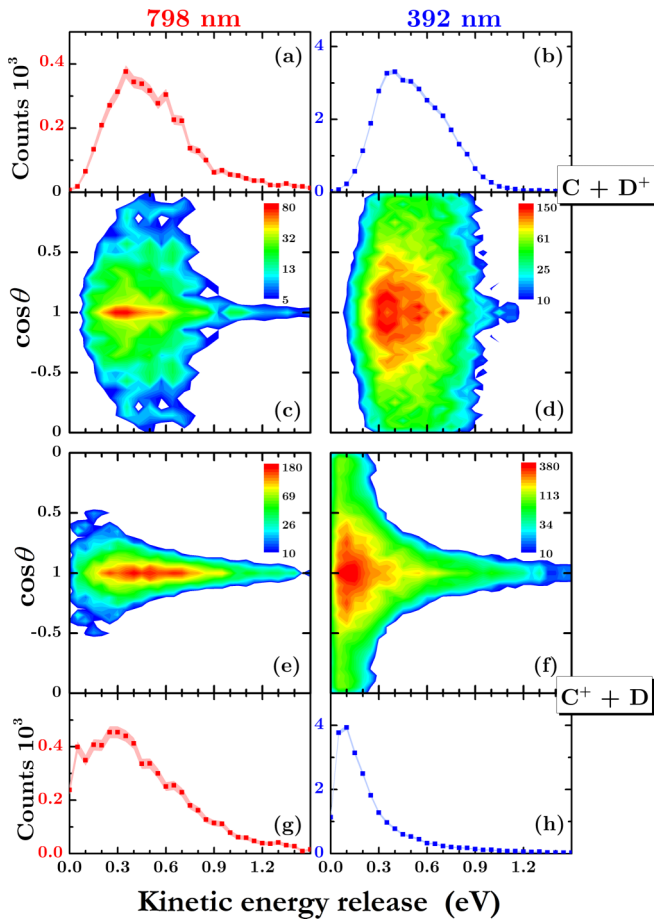 798 nm 392 nm
(a) (b)
Counts 10³
0.4
0.2
0
4
2
0
C + D⁺
cosθ
0.5
1
-0.5
0
80
32
13
5
(c)
150
61
25
10
(d)
cosθ
0
0.5
1
-0.5
0
180
69
26
10
(e)
380
113
34
10
(f)
C⁺ + D
Counts 10³
0.4
0.2
0.0
(g)
4
2
0
(h)
0.0 0.3 0.6 0.9 1.2 0.0 0.3 0.6 0.9 1.2
Kinetic energy release (eV)